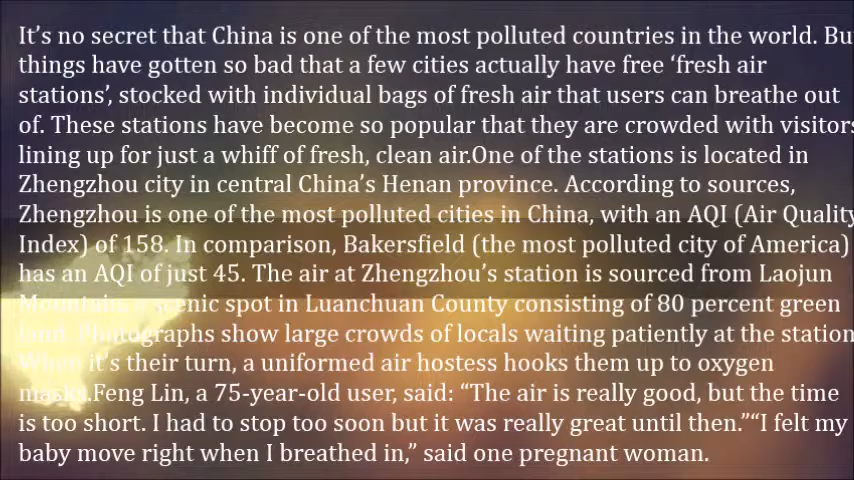 It’s no secret that China is one of the most polluted countries in the world. Bu
things have gotten so bad that a few cities actually have free ‘fresh air
stations’, stocked with individual bags of fresh air that users can breathe out
of. These stations have become so popular that they are crowded with visitors
lining up for just a whiff of fresh, clean air.One of the stations is located in
Zhengzhou city in central China’s Henan province. According to sources,
Zhengzhou is one of the most polluted cities in China, with an AQI (Air Quality
Index) of 158. In comparison, Bakersfield (the most polluted city of America)
has an AQI of just 45. The air at Zhengzhou’s station is sourced from Laojun
Mountain, a scenic spot in Luanchuan County consisting of 80 percent green
land. Photographs show large crowds of locals waiting patiently at the station
When it’s their turn, a uniformed air hostess hooks them up to oxygen
masks.Feng Lin, a 75-year-old user, said: “The air is really good, but the time
is too short. I had to stop too soon but it was really great until then.”“I felt my
baby move right when I breathed in,” said one pregnant woman.